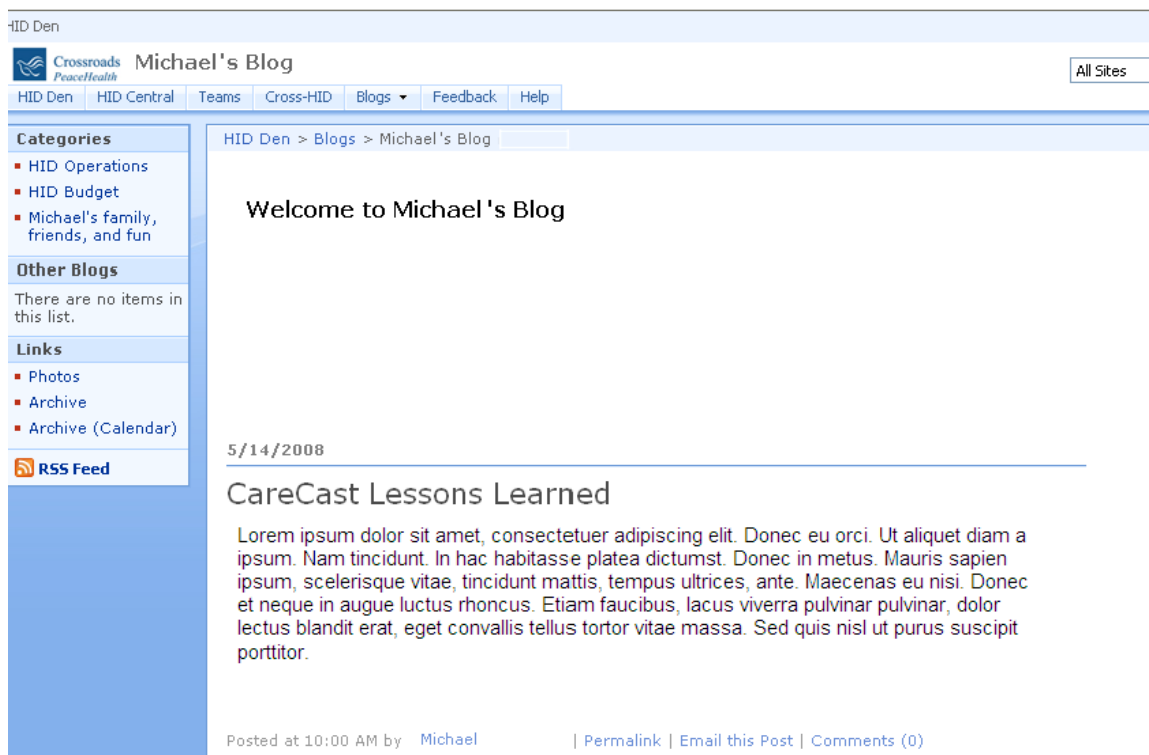 HID Den
Crossroads
PeaceHealth
Michael's Blog
All Sites
HID Den HID Central Teams Cross-HID Blogs Feedback Help
Categories
HID Operations
HID Budget
Michael's family,
friends, and fun
Other Blogs
There are no items in
this list.
Links
Photos
Archive
Archive (Calendar)
RSS Feed
HID Den > Blogs > Michael's Blog
Welcome to Michael's Blog
5/14/2008
CareCast Lessons Learned
Lorem ipsum dolor sit amet, consectetuer adipiscing elit. Donec eu orci. Ut aliquet diam a
ipsum. Nam tincidunt. In hac habitasse platea dictumst. Donec in metus. Mauris sapien
ipsum, scelerisque vitae, tincidunt mattis, tempus ultrices, ante. Maecenas eu nisi. Donec
et neque in augue luctus rhoncus. Etiam faucibus, lacus viverra pulvinar pulvinar, dolor
lectus blandit erat, eget convallis tellus tortor vitae massa. Sed quis nisl ut purus suscipit
porttitor.
Posted at 10:00 AM by Michael | Permalink | Email this Post | Comments (0)